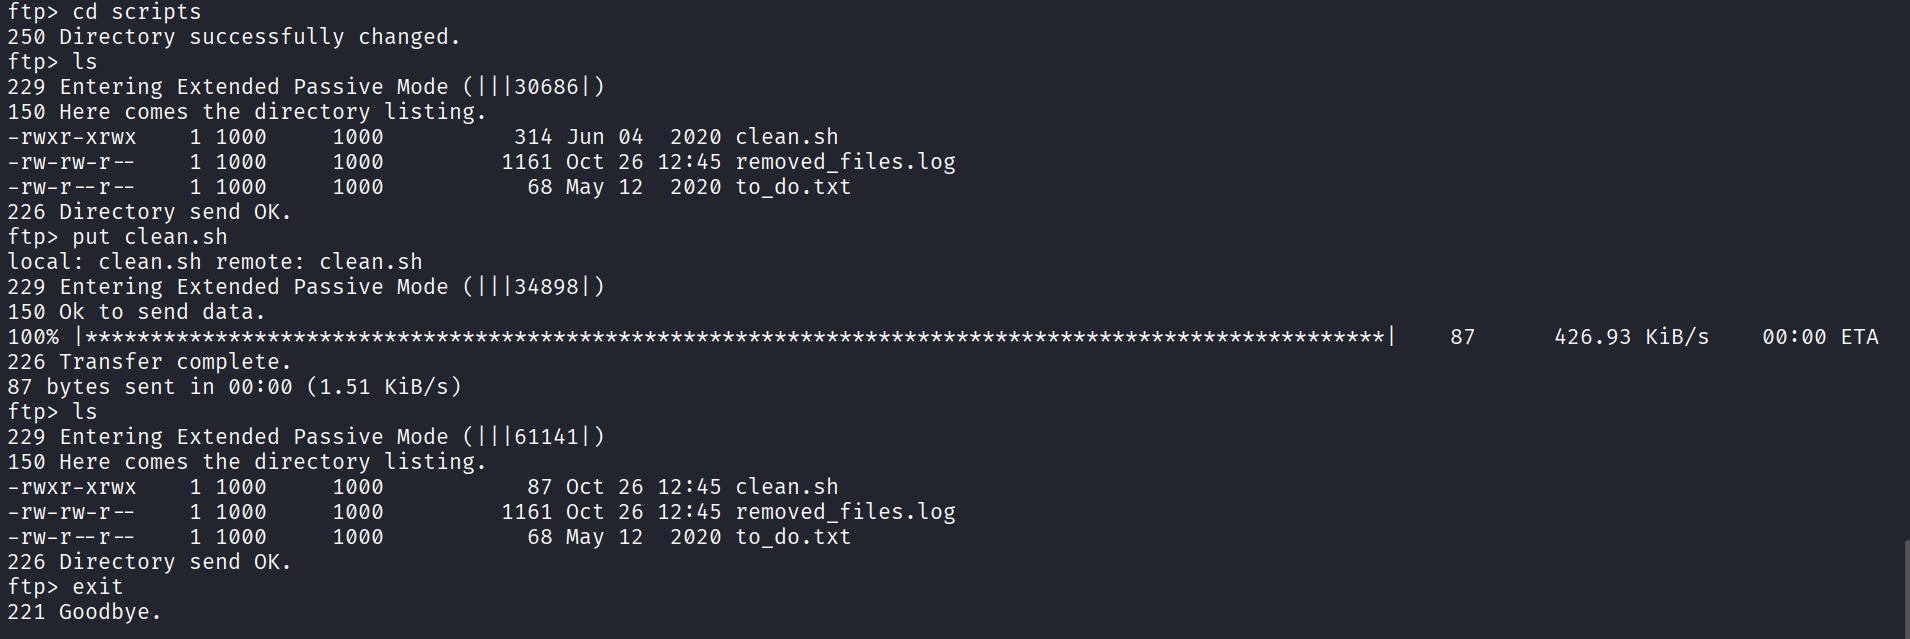 ftp> cd scripts
250 Directory successfully changed.
ftp> ls
229 Entering Extended Passive Mode (|||30686|)
150 Here comes the directory listing.
-rwxr-xrwx    1 1000     1000          314 Jun 04  2020 clean.sh
-rw-rw-r--    1 1000     1000         1161 Oct 26 12:45 removed_files.log
-rw-r--r--    1 1000     1000           68 May 12  2020 to_do.txt
226 Directory send OK.
ftp> put clean.sh
local: clean.sh remote: clean.sh
229 Entering Extended Passive Mode (|||34898|)
150 Ok to send data.
100% |****************************************************************************************************|    87      426.93 KiB/s    00:00 ETA
226 Transfer complete.
87 bytes sent in 00:00 (1.51 KiB/s)
ftp> ls
229 Entering Extended Passive Mode (|||61141|)
150 Here comes the directory listing.
-rwxr-xrwx    1 1000     1000           87 Oct 26 12:45 clean.sh
-rw-rw-r--    1 1000     1000         1161 Oct 26 12:45 removed_files.log
-rw-r--r--    1 1000     1000           68 May 12  2020 to_do.txt
226 Directory send OK.
ftp> exit
221 Goodbye.